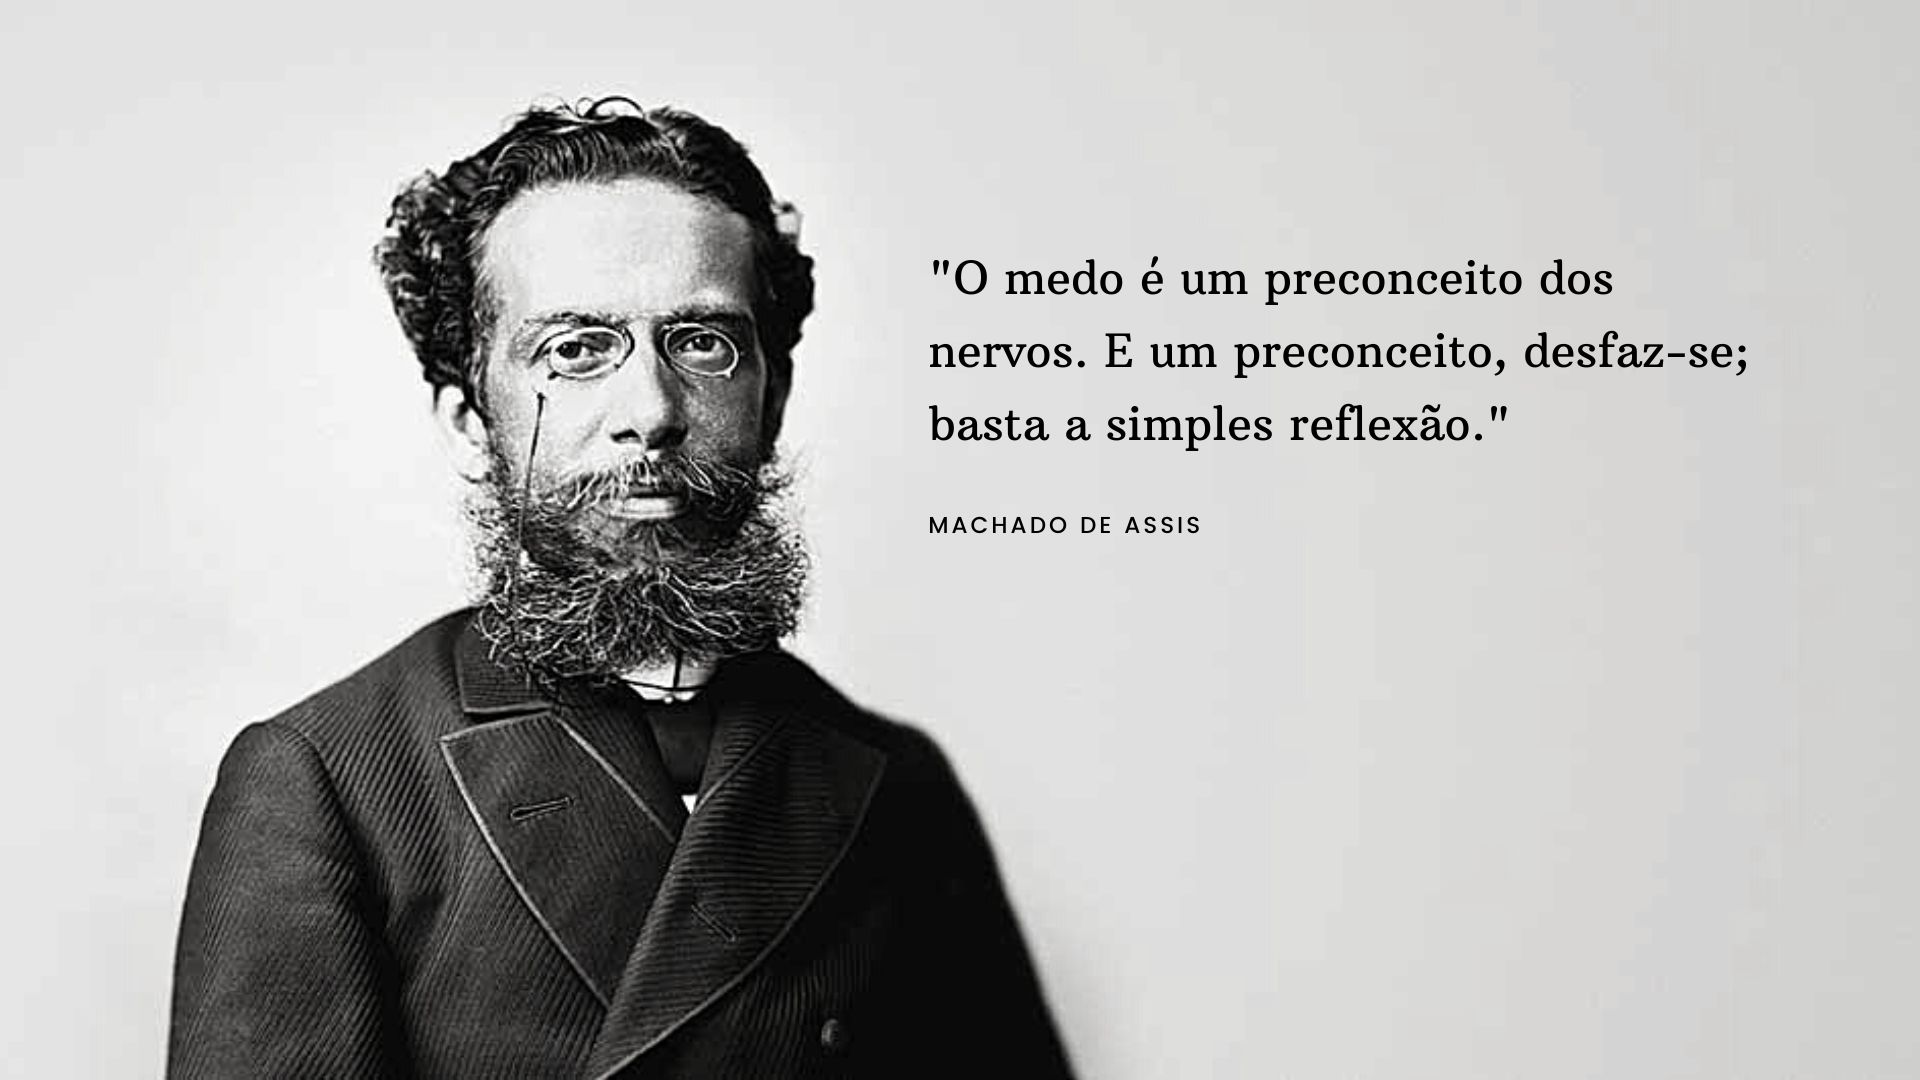 "O medo é um preconceito dos
nervos. E um preconceito, desfaz-se;
basta a simples reflexão."
MACHADO DE ASSIS